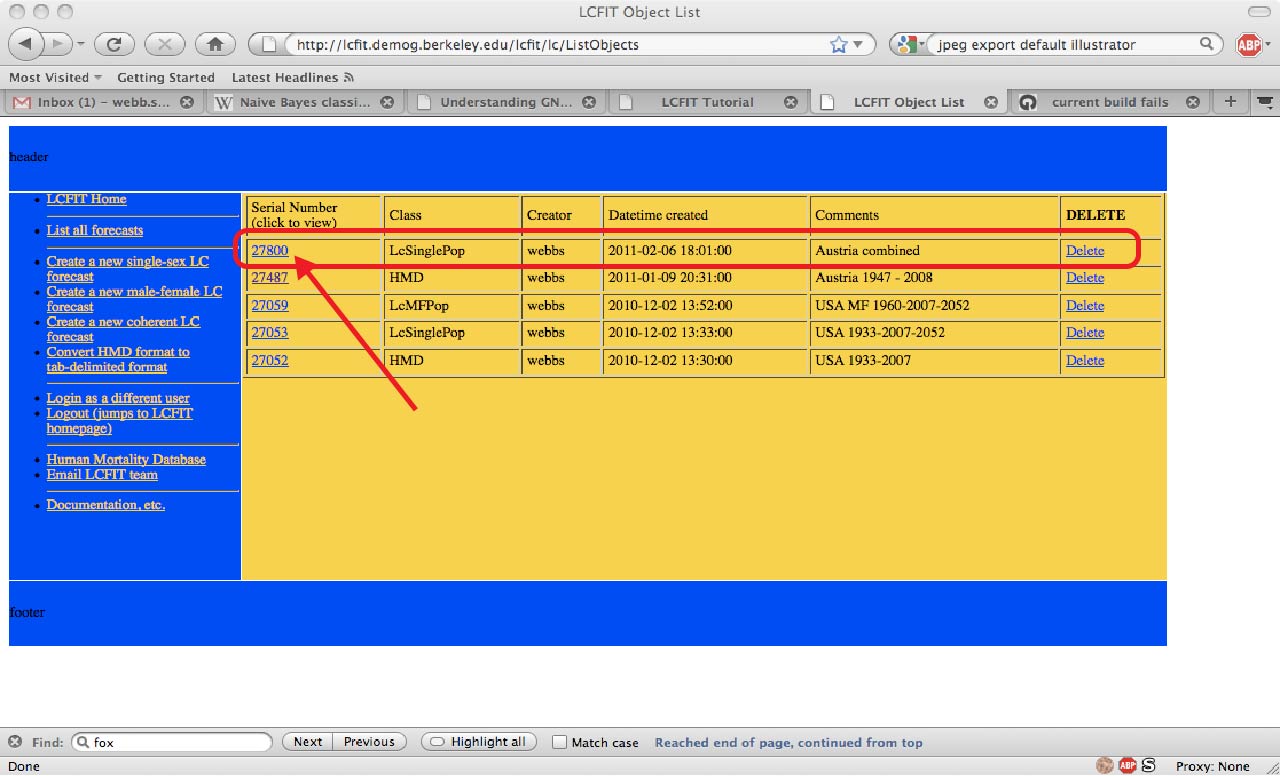 LCFIT Object List
http://lcfit.demog.berkeley.edu/lcfit/lc/ListObjects
jpeg export default illustrator
ABP
Most Visited Getting Started Latest Headlines
Inbox (1) – webb.s... Naive Bayes classi... Understanding GN... LCFIT Tutorial LCFIT Object List current build fails
header
LCFIT Home
List all forecasts
Create a new single-sex LC
forecast
Create a new male-female LC
forecast
Create a new coherent LC
forecast
Convert HMD format to
tab-delimited format
Login as a different user
Logout (jumps to LCFIT
homepage)
Human Mortality Database
Email LCFIT team
Documentation, etc.
Serial Number
(click to view) Class Creator Datetime created Comments DELETE
27800 LcSinglePop webbs 2011-02-06 18:01:00 Austria combined Delete
27487 HMD webbs 2011-01-09 20:31:00 Austria 1947 - 2008 Delete
27059 LcMFPop webbs 2010-12-02 13:52:00 USA MF 1960-2007-2052 Delete
27053 LcSinglePop webbs 2010-12-02 13:33:00 USA 1933-2007-2052 Delete
27052 HMD webbs 2010-12-02 13:30:00 USA 1933-2007 Delete
footer
Find: fox Next Previous Highlight all Match case Reached end of page, continued from top
Done ABP S Proxy: None